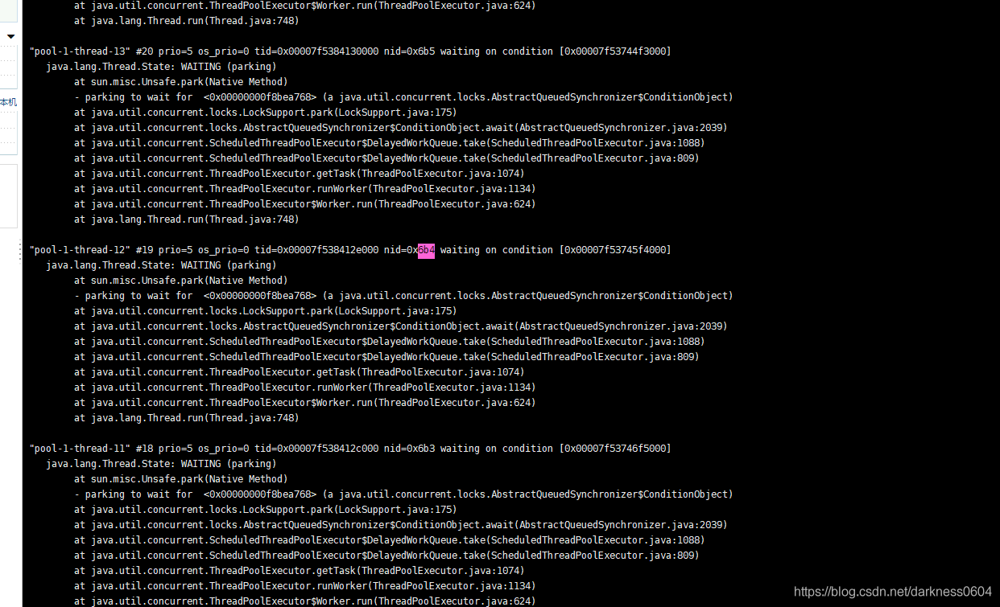 at java.util.concurrent.ThreadPoolExecutor$Worker.run(ThreadPoolExecutor.java:624)
at java.lang.Thread.run(Thread.java:748)
"pool-1-thread-13" #20 prio=5 os_prio=0 tid=0x00007f5384130000 nid=0x6b5 waiting on condition [0x00007f53744f3000]
java.lang.Thread.State: WAITING (parking)
at sun.misc.Unsafe.park(Native Method)
- parking to wait for  <0x00000000f8bea768> (a java.util.concurrent.locks.AbstractQueuedSynchronizer$ConditionObject)
at java.util.concurrent.locks.LockSupport.park(LockSupport.java:175)
本机
at java.util.concurrent.locks.AbstractQueuedSynchronizer$ConditionObject.await(AbstractQueuedSynchronizer.java:2039)
at java.util.concurrent.ScheduledThreadPoolExecutor$DelayedWorkQueue.take(ScheduledThreadPoolExecutor.java:1088)
at java.util.concurrent.ScheduledThreadPoolExecutor$DelayedWorkQueue.take(ScheduledThreadPoolExecutor.java:809)
at java.util.concurrent.ThreadPoolExecutor.getTask(ThreadPoolExecutor.java:1074)
at java.util.concurrent.ThreadPoolExecutor.runWorker(ThreadPoolExecutor.java:1134)
at java.util.concurrent.ThreadPoolExecutor$Worker.run(ThreadPoolExecutor.java:624)
at java.lang.Thread.run(Thread.java:748)
"pool-1-thread-12" #19 prio=5 os_prio=0 tid=0x00007f538412e000 nid=0x6b4 waiting on condition [0x00007f53745f4000]
java.lang.Thread.State: WAITING (parking)
at sun.misc.Unsafe.park(Native Method)
- parking to wait for  <0x00000000f8bea768> (a java.util.concurrent.locks.AbstractQueuedSynchronizer$ConditionObject)
at java.util.concurrent.locks.LockSupport.park(LockSupport.java:175)
at java.util.concurrent.locks.AbstractQueuedSynchronizer$ConditionObject.await(AbstractQueuedSynchronizer.java:2039)
at java.util.concurrent.ScheduledThreadPoolExecutor$DelayedWorkQueue.take(ScheduledThreadPoolExecutor.java:1088)
at java.util.concurrent.ScheduledThreadPoolExecutor$DelayedWorkQueue.take(ScheduledThreadPoolExecutor.java:809)
at java.util.concurrent.ThreadPoolExecutor.getTask(ThreadPoolExecutor.java:1074)
at java.util.concurrent.ThreadPoolExecutor.runWorker(ThreadPoolExecutor.java:1134)
at java.util.concurrent.ThreadPoolExecutor$Worker.run(ThreadPoolExecutor.java:624)
at java.lang.Thread.run(Thread.java:748)
"pool-1-thread-11" #18 prio=5 os_prio=0 tid=0x00007f538412c000 nid=0x6b3 waiting on condition [0x00007f53746f5000]
java.lang.Thread.State: WAITING (parking)
at sun.misc.Unsafe.park(Native Method)
- parking to wait for  <0x00000000f8bea768> (a java.util.concurrent.locks.AbstractQueuedSynchronizer$ConditionObject)
at java.util.concurrent.locks.LockSupport.park(LockSupport.java:175)
at java.util.concurrent.locks.AbstractQueuedSynchronizer$ConditionObject.await(AbstractQueuedSynchronizer.java:2039)
at java.util.concurrent.ScheduledThreadPoolExecutor$DelayedWorkQueue.take(ScheduledThreadPoolExecutor.java:1088)
at java.util.concurrent.ScheduledThreadPoolExecutor$DelayedWorkQueue.take(ScheduledThreadPoolExecutor.java:809)
at java.util.concurrent.ThreadPoolExecutor.getTask(ThreadPoolExecutor.java:1074)
at java.util.concurrent.ThreadPoolExecutor.runWorker(ThreadPoolExecutor.java:1134)
at java.util.concurrent.ThreadPoolExecutor$Worker.run(ThreadPoolExecutor.java:624)
https://blog.csdn.net/darkness0604